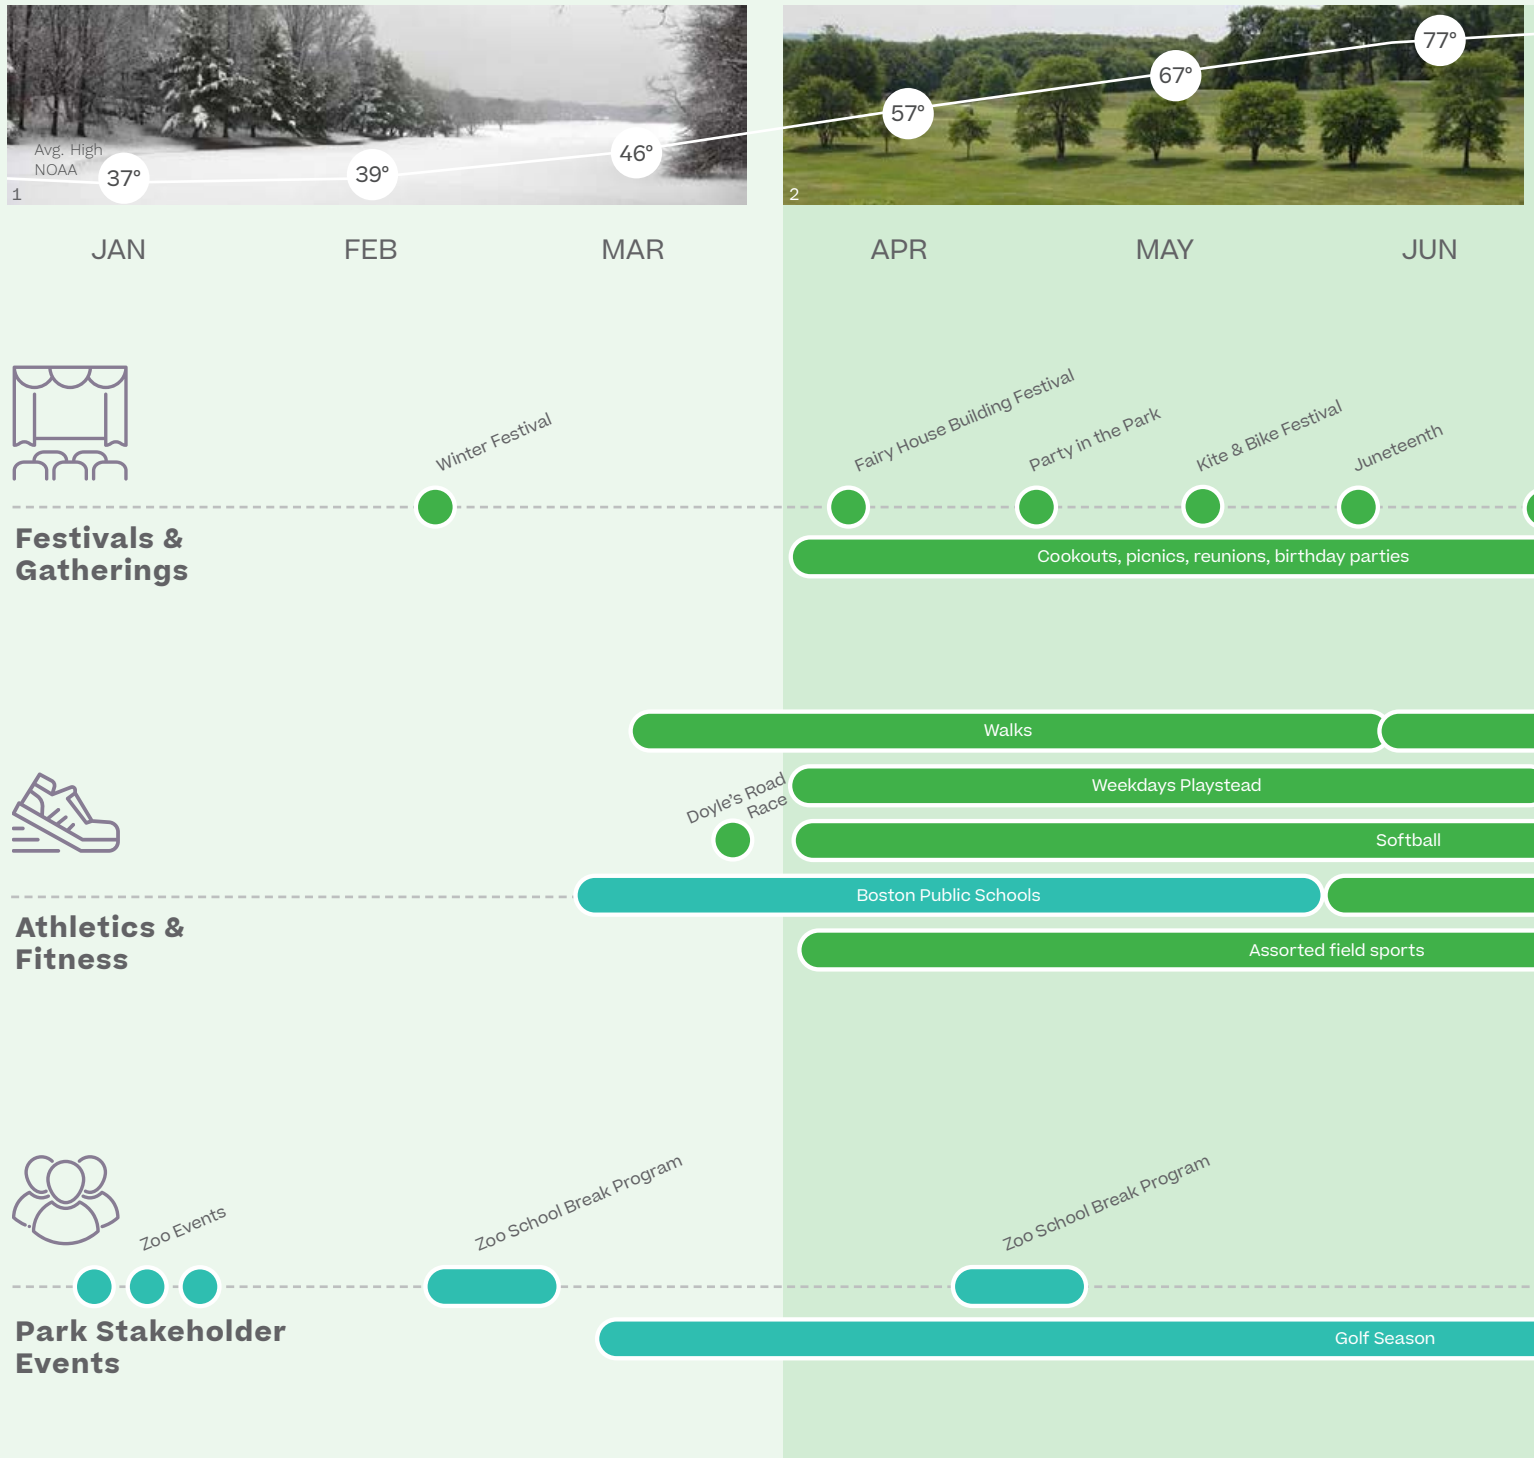 Avg. High
NOAA
37°
39°
46°
57°
67°
77°
1
2
JAN
FEB
MAR
APR
MAY
JUN
Winter Festival
Fairy House Building Festival
Party in the Park
Kite & Bike Festival
Juneteenth
Festivals &
Gatherings
Cookouts, picnics, reunions, birthday parties
Walks
Weekdays Playstead
Doyle's Road
Race
Softball
Boston Public Schools
Athletics &
Fitness
Assorted field sports
Zoo Events
Zoo School Break Program
Zoo School Break Program
Park Stakeholder
Events
Golf Season